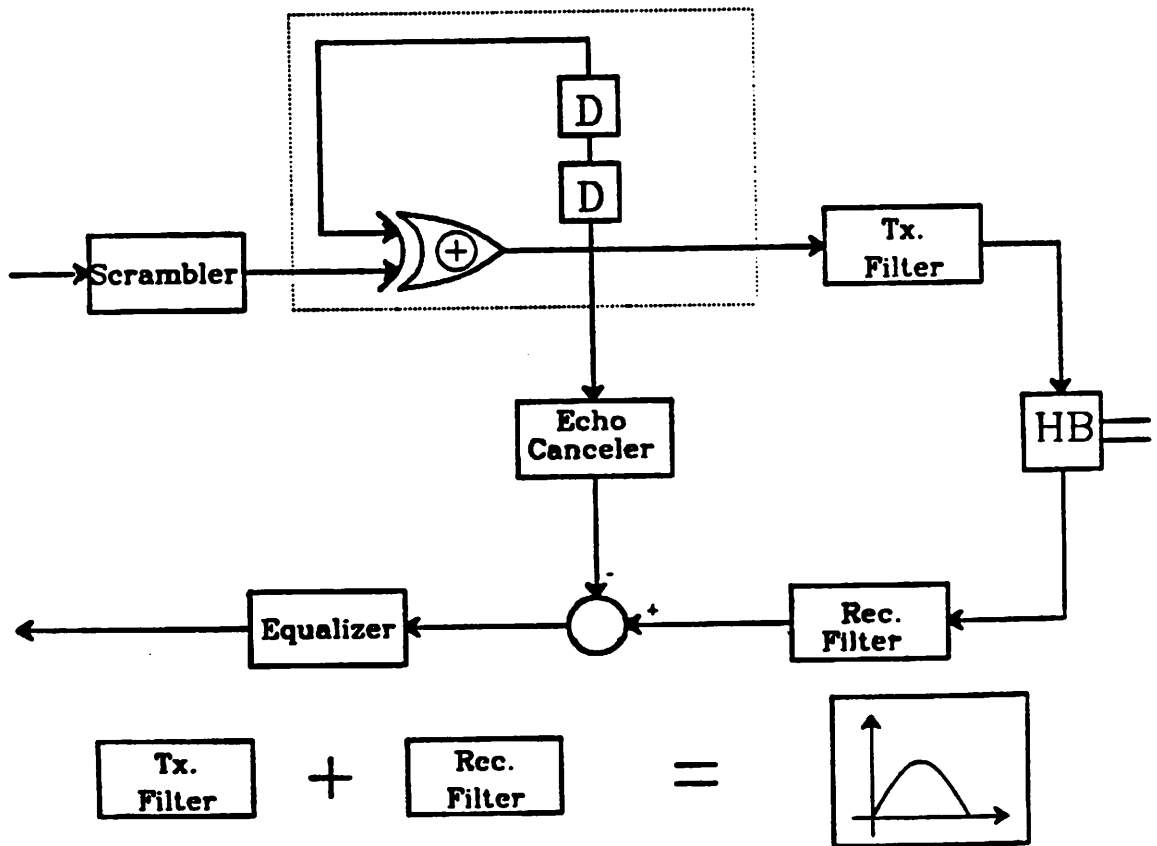 D
D
+
Scrambler
Tx.
Filter
Echo
Canceler
HB
-
+
Equalizer
Rec.
Filter
Tx.
Filter
+
Rec.
Filter
=